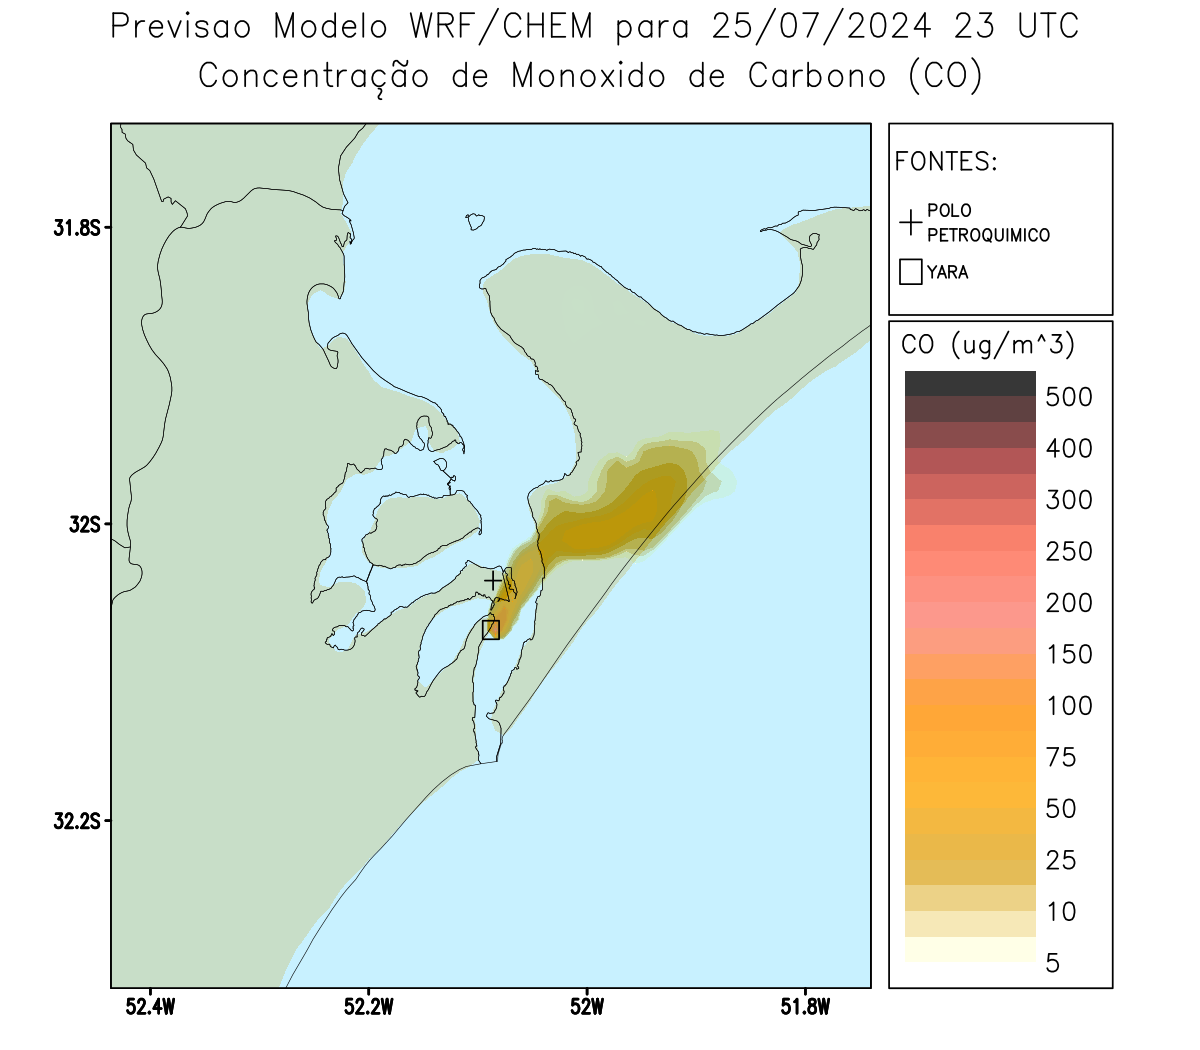 Previsao Modelo WRF/CHEM para 25/07/2024 23 UTC
Concentração de Monoxido de Carbono (CO)
FONTES:
POLO
PETROQUIMICO
YARA
CO (ug/m^3)
500
400
300
250
200
150
100
75
50
25
10
5
31.8S
32S
32.2S
52.4W
52.2W
52W
51.8W